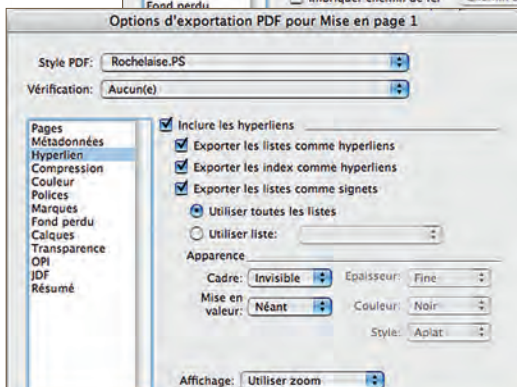 Fond perdu
Options d'exportation PDF pour Mise en page 1
Style PDF: Rochelaise.PS
Vérification: Aucun(e)
Pages
Métadonnées
Hyperlien
Compression
Couleur
Polices
Marques
Fond perdu
Calques
Transparence
OPI
JDF
Résumé
Inclure les hyperliens
Exporter les listes comme hyperliens
Exporter les index comme hyperliens
Exporter les listes comme signets
Utiliser toutes les listes
Utiliser liste:
Apparence
Cadre: Invisible Epaisseur: Fine
Mise en
valeur: Néant Couleur: Noir
Style: Aplat
Affichage: Utiliser zoom